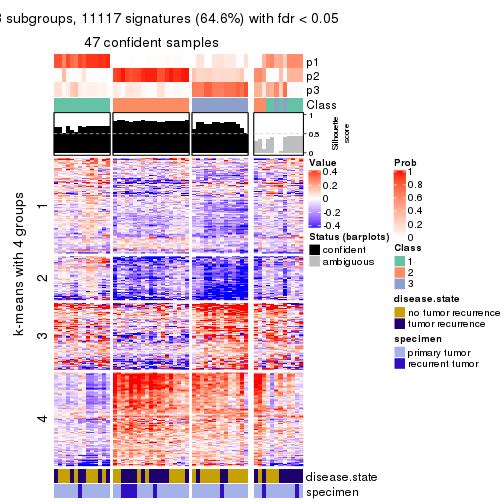 3 subgroups, 11117 signatures (64.6%) with fdr < 0.05
47 confident samples
p1
p2
p3
Class
1
0.5
0
Silhouette
score
k-means with 4 groups
1
2
3
4
disease.state
specimen
Value
0.4
0.2
0
-0.2
-0.4
Status (barplots)
confident
ambiguous
Prob
1
0.8
0.6
0.4
0.2
0
Class
1
2
3
disease.state
no tumor recurrence
tumor recurrence
specimen
primary tumor
recurrent tumor